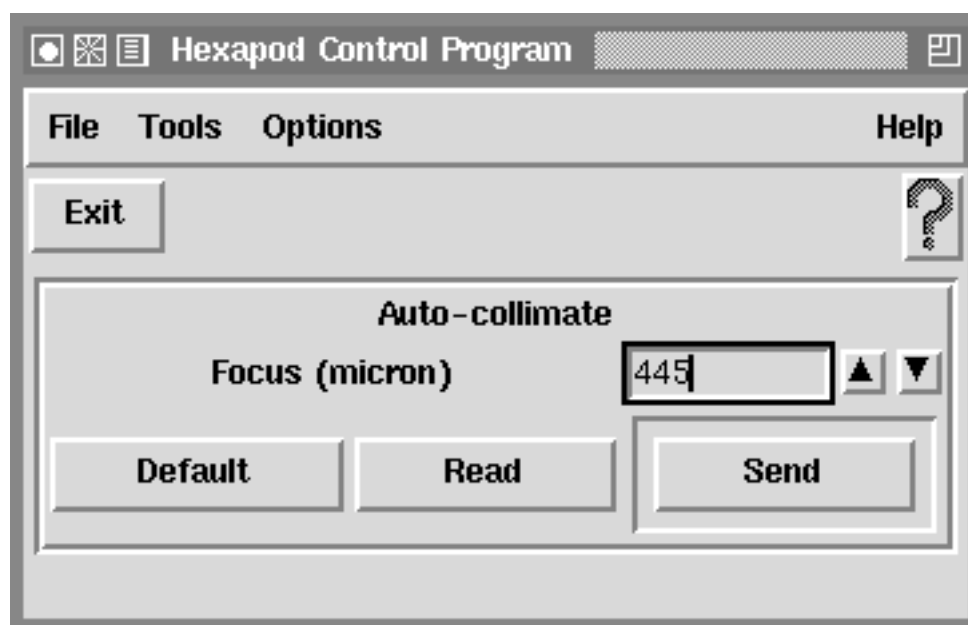 Hexapod Control Program
File Tools Options Help
Exit ?
Auto-collimate
Focus (micron) 445
Default Read Send